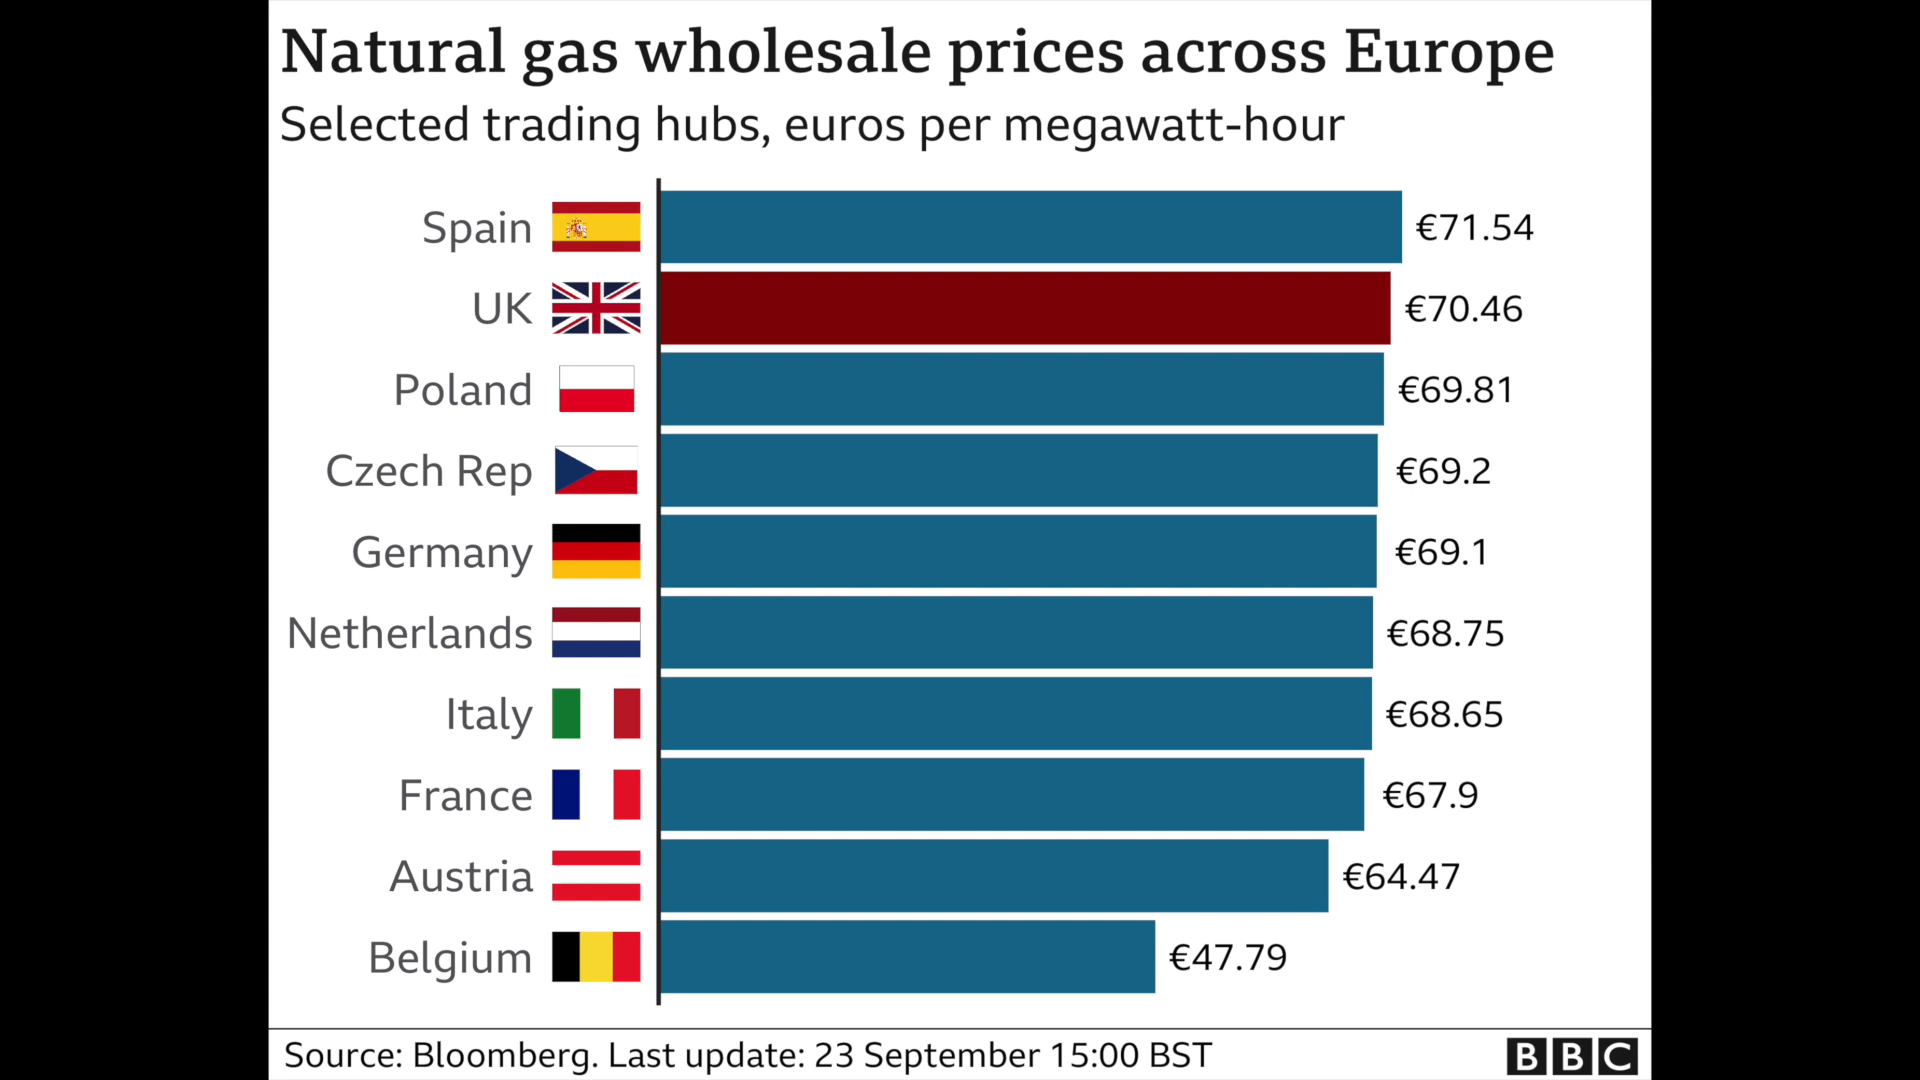 Natural gas wholesale prices across Europe
Selected trading hubs, euros per megawatt-hour
Spain €71.54
UK €70.46
Poland €69.81
Czech Rep €69.2
Germany €69.1
Netherlands €68.75
Italy €68.65
France €67.9
Austria €64.47
Belgium €47.79
Source: Bloomberg. Last update: 23 September 15:00 BST BBC